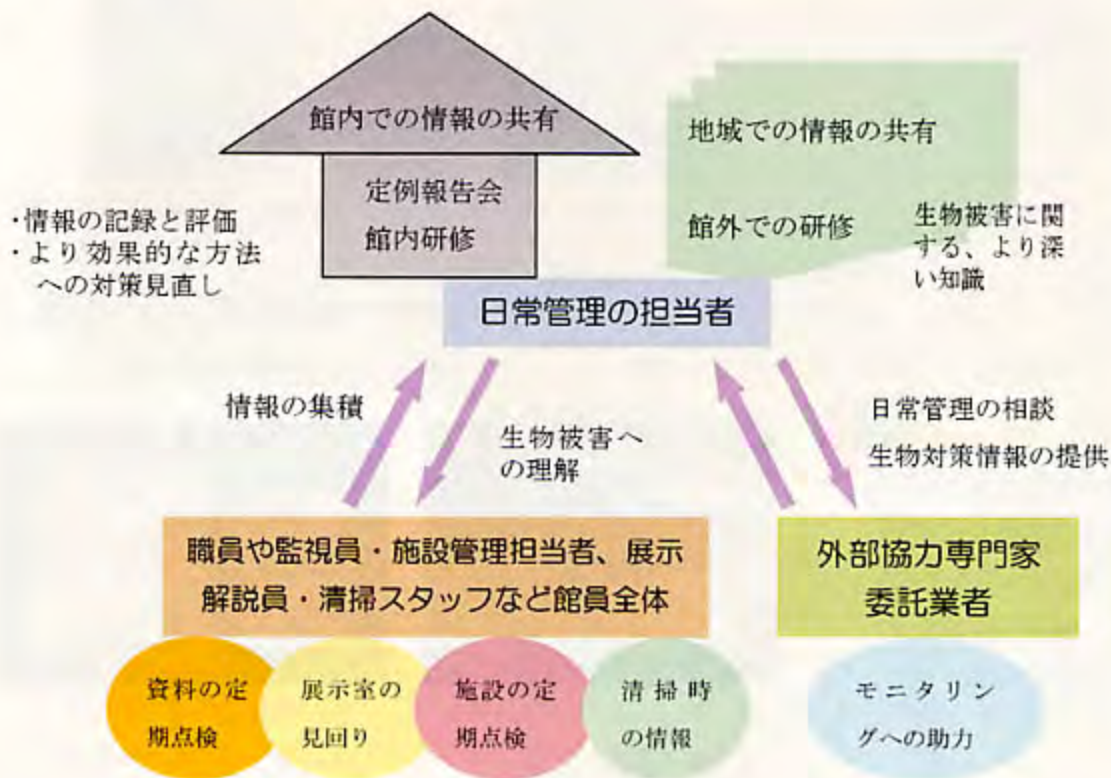 館内での情報の共有
定例報告会
館内研修
・情報の記録と評価
・より効果的な方法
への対策見直し
地域での情報の共有
館外での研修
生物被害に関
する、より深
い知識
日常管理の担当者
情報の集積
生物被害へ
の理解
日常管理の相談
生物対策情報の提供
職員や監視員・施設管理担当者、展示
解説員・清掃スタッフなど館員全体
外部協力専門家
委託業者
資料の定
期点検
展示室の
見回り
施設の定
期点検
清掃時
の情報
モニタリン
グへの助力